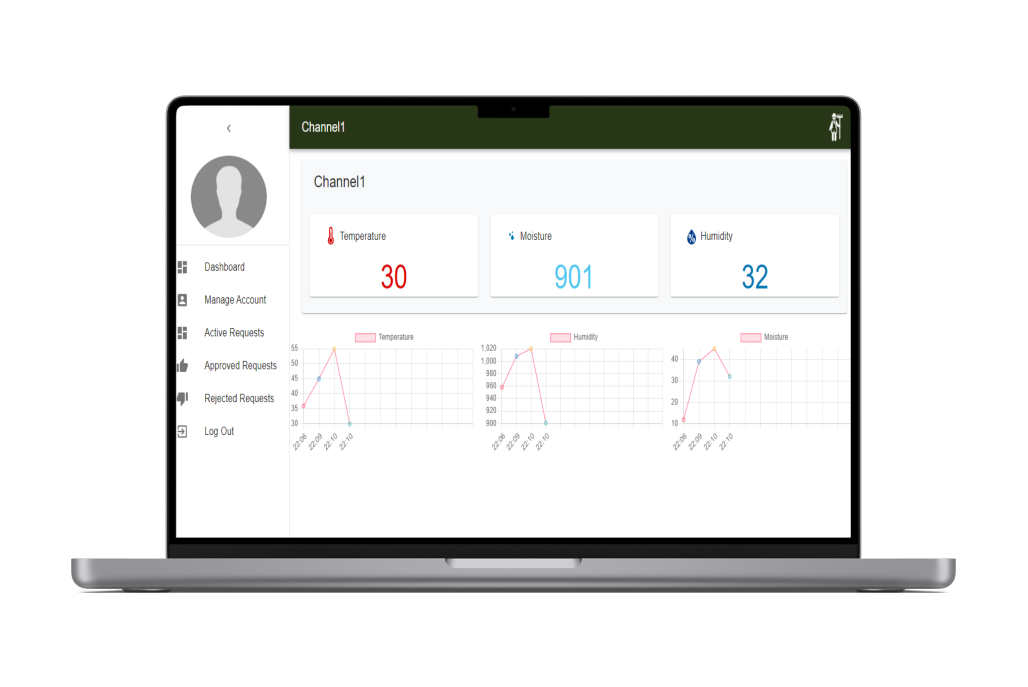 Channel1
Channel1
Dashboard
Manage Account
Active Requests
Approved Requests
Rejected Requests
Log Out
Temperature
30
Moisture
901
%
Humidity
32
Temperature
55
50
45
40
35
30
22:06 22:09 22:10 22:10
Humidity
1,020
1,000
980
960
940
920
900
22:06 22:09 22:10 22:10
Moisture
40
30
20
10
22:06 22:09 22:10 22:10